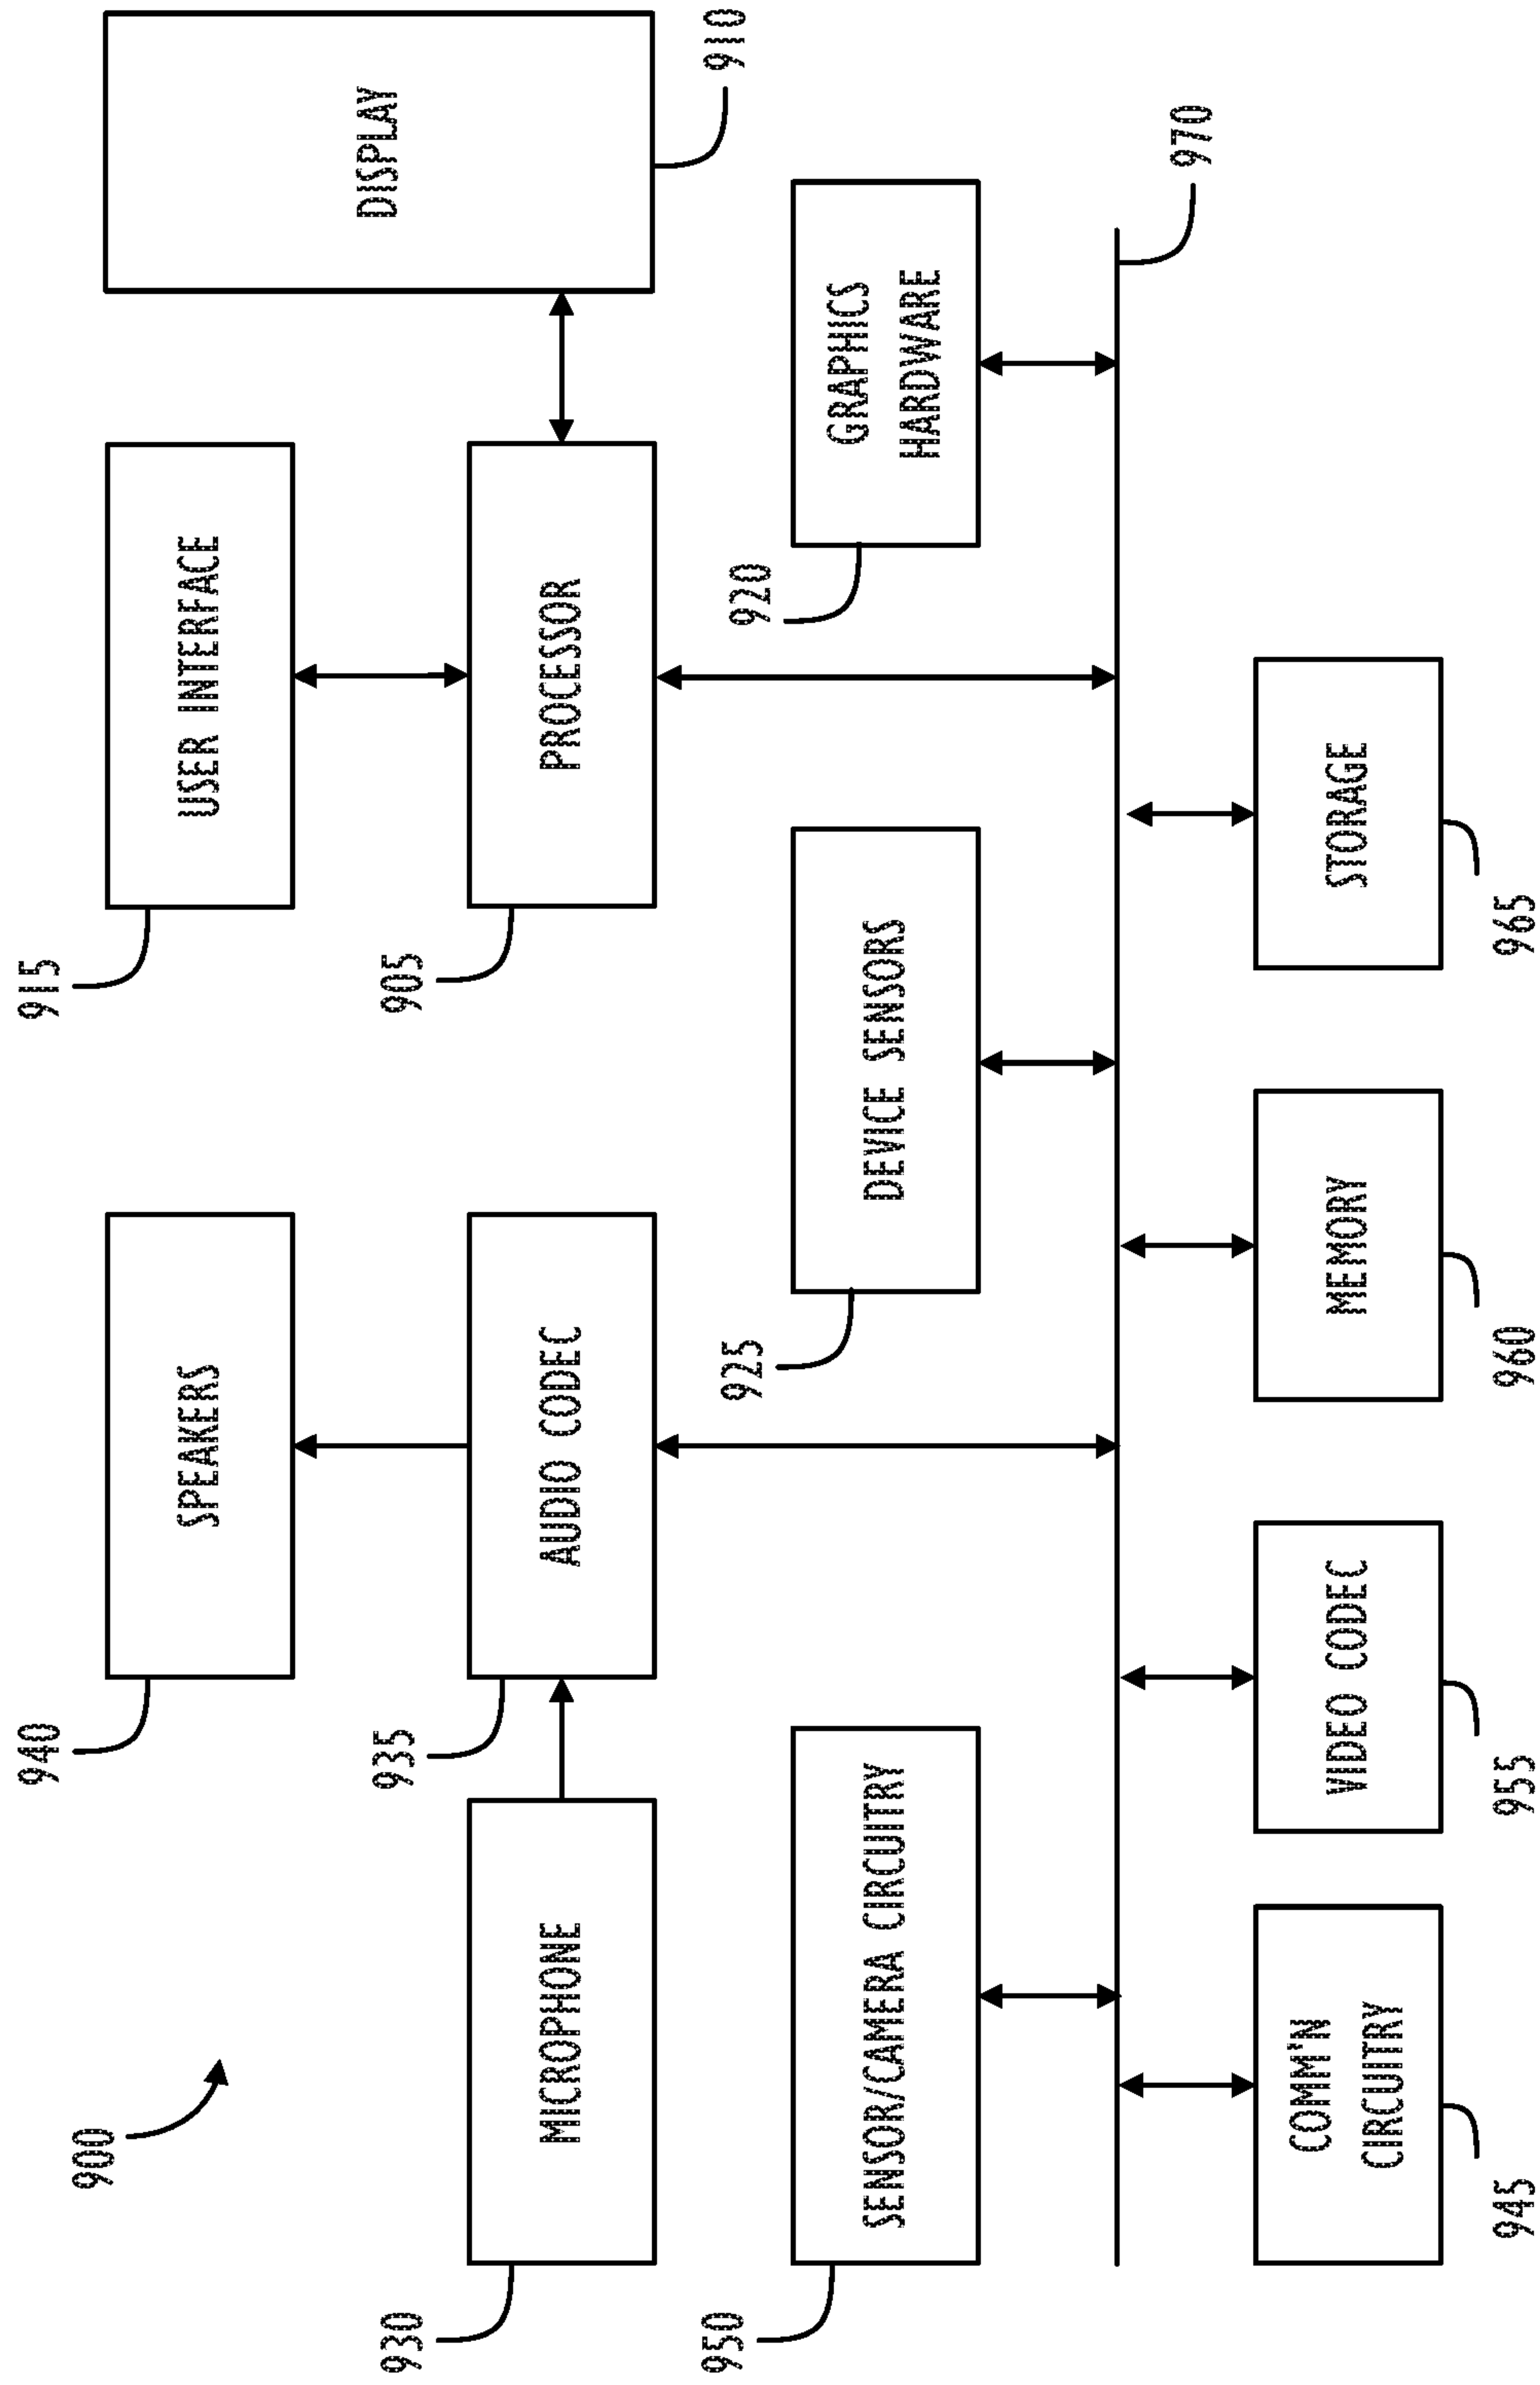 900
940
SPEAKERS
915
USER INTERFACE
DISPLAY
910
930
MICROPHONE
935
AUDIO CODEC
905
PROCESSOR
950
SENSOR/CAMERA CIRCUITRY
925
DEVICE SENSORS
920
GRAPHICS
HARDWARE
970
COMM'N
CIRCUITRY
945
VIDEO CODEC
955
MEMORY
960
STORAGE
965